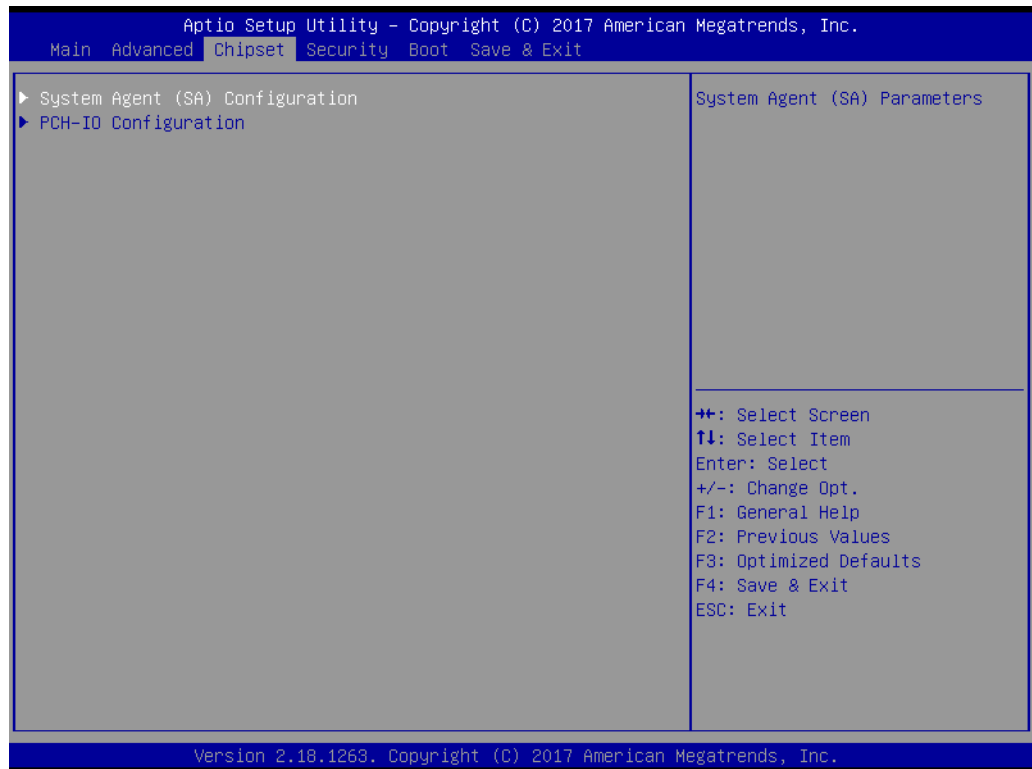 Aptio Setup Utility – Copyright (C) 2017 American Megatrends, Inc.
Main Advanced Chipset Security Boot Save & Exit
▶ System Agent (SA) Configuration
▶ PCH-IO Configuration
System Agent (SA) Parameters
→←: Select Screen
↑↓: Select Item
Enter: Select
+/-: Change Opt.
F1: General Help
F2: Previous Values
F3: Optimized Defaults
F4: Save & Exit
ESC: Exit
Version 2.18.1263. Copyright (C) 2017 American Megatrends, Inc.